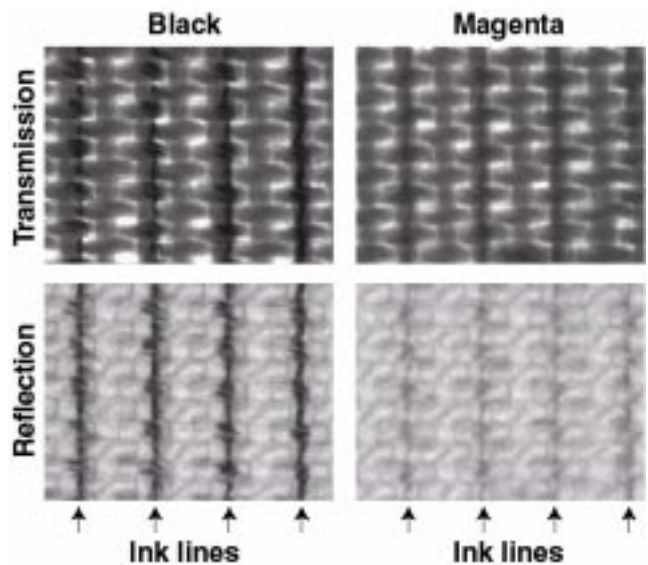 Black
Magenta
Transmission
Reflection
Ink lines
Ink lines